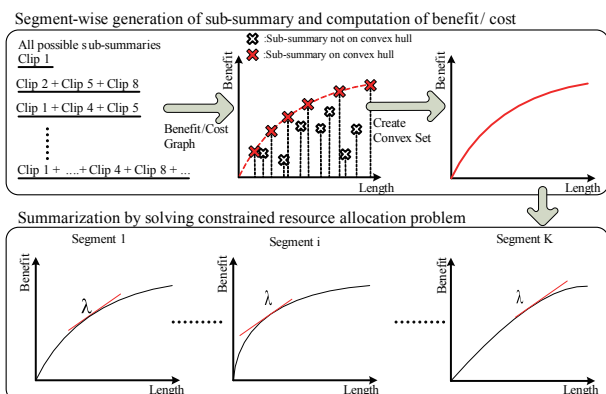 Segment-wise generation of sub-summary and computation of benefit/ cost
All possible sub-summaries
Clip 1
Clip 2 + Clip 5 + Clip 8
Clip 1 + Clip 4 + Clip 5
Clip 1 + ....+ Clip 4 + Clip 8 + ...
Benefit/Cost
Graph
:Sub-summary not on convex hull
:Sub-summary on convex hull
Benefit
Length
Create
Convex Set
Benefit
Length
Summarization by solving constrained resource allocation problem
Segment 1
Benefit
λ
Length
Segment i
Benefit
λ
Length
Segment K
Benefit
λ
Length